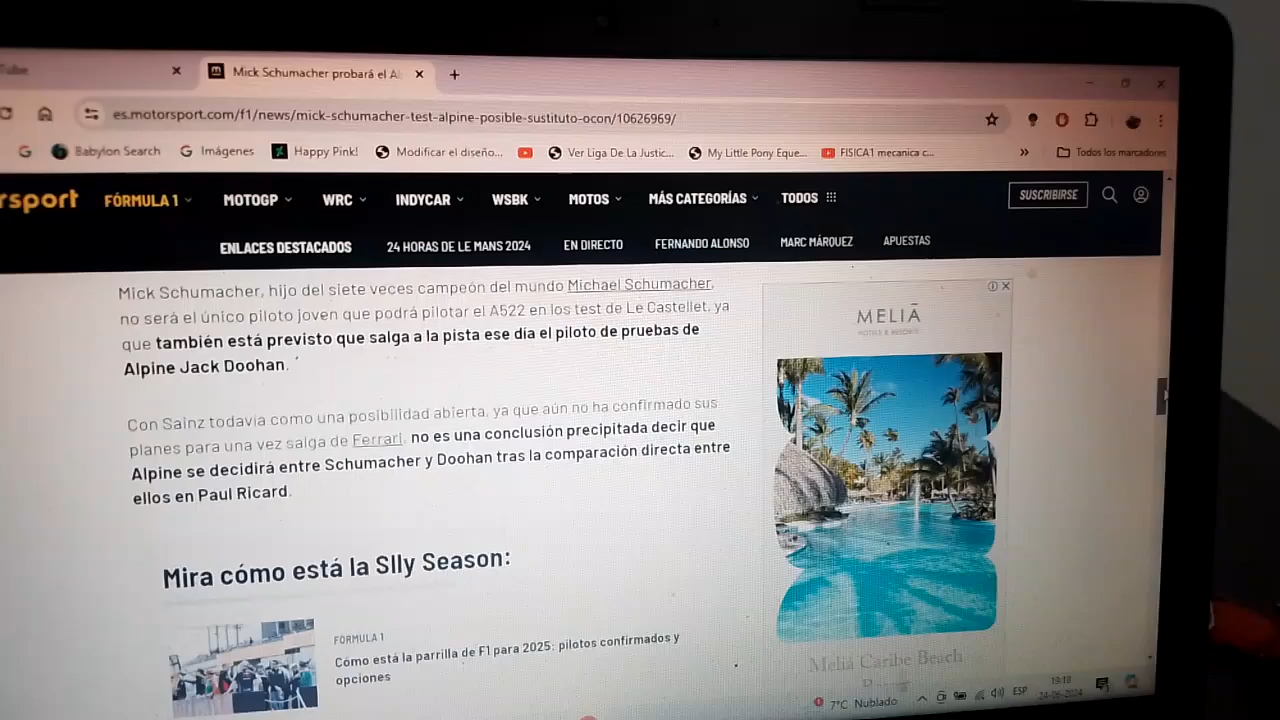 Tube
Mick Schumacher probará el A
es.motorsport.com/f1/news/mick-schumacher-test-alpine-posible-sustituto-ocon/10626969/
Babylon Search
Imágenes
Happy Pink!
Modificar el diseño...
Ver Liga De La Justic...
My Little Pony Eque...
FISICA1 mecanica c...
»
Todos los marcadores
rsport
FÓRMULA 1
MOTOGP
WRC
INDYCAR
WSBK
MOTOS
MÁS CATEGORÍAS
TODOS
SUSCRIBIRSE
ENLACES DESTACADOS
24 HORAS DE LE MANS 2024
EN DIRECTO
FERNANDO ALONSO
MARC MÁRQUEZ
APUESTAS
Mick Schumacher, hijo del siete veces campeón del mundo Michael Schumacher,
no será el único piloto joven que podrá pilotar el A522 en los test de Le Castellet, ya
que también está previsto que salga a la pista ese día el piloto de pruebas de
Alpine Jack Doohan.
Con Sainz todavía como una posibilidad abierta, ya que aún no ha confirmado sus
planes para una vez salga de Ferrari, no es una conclusión precipitada decir que
Alpine se decidirá entre Schumacher y Doohan tras la comparación directa entre
ellos en Paul Ricard.
Mira cómo está la Slly Season:
FÓRMULA 1
Cómo está la parrilla de F1 para 2025: pilotos confirmados y
opciones
MELIÃ
HOTELS & RESORTS
Meliá Caribe Beach
7°C Nublado
ESP
19:18
24-06-2024